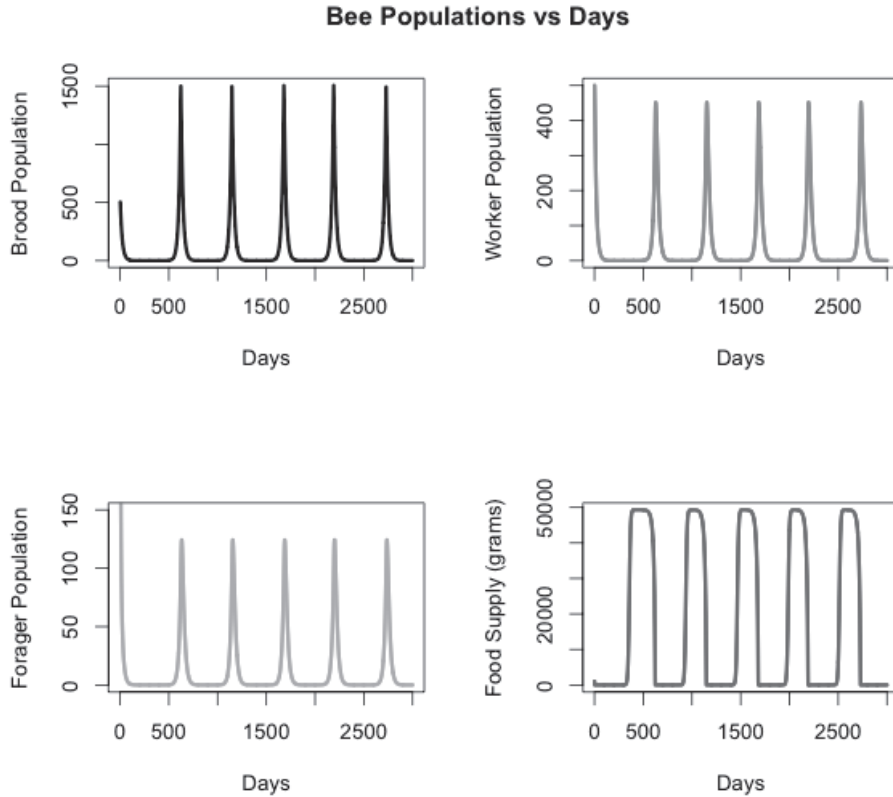 Bee Populations vs Days
Brood Population
1500
500
0
0 500 1500 2500
Days
Worker Population
400
200
0
0 500 1500 2500
Days
Forager Population
150
100
50
0
0 500 1500 2500
Days
Food Supply (grams)
50000
20000
0
0 500 1500 2500
Days